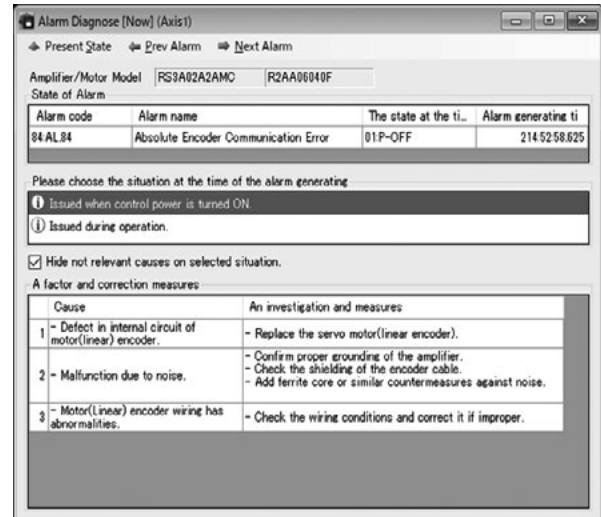 Alarm Diagnose [Now] (Axis1)
Present State Prev Alarm Next Alarm
Amplifier/Motor Model RS3A02A2AMC R2AA06040F
State of Alarm
Alarm code Alarm name The state at the ti... Alarm generating ti
84:AL.84 Absolute Encoder Communication Error 01:P-OFF 214:52:58.625
Please choose the situation at the time of the alarm generating
Issued when control power is turned ON.
Issued during operation.
Hide not relevant causes on selected situation.
A factor and correction measures
Cause An investigation and measures
1 - Defect in internal circuit of
motor(linear) encoder.
- Replace the servo motor(linear encoder).
2 - Malfunction due to noise.
- Confirm proper grounding of the amplifier.
- Check the shielding of the encoder cable.
- Add ferrite core or similar countermeasures against noise.
3 - Motor(Linear) encoder wiring has
abnormalities.
- Check the wiring conditions and correct it if improper.